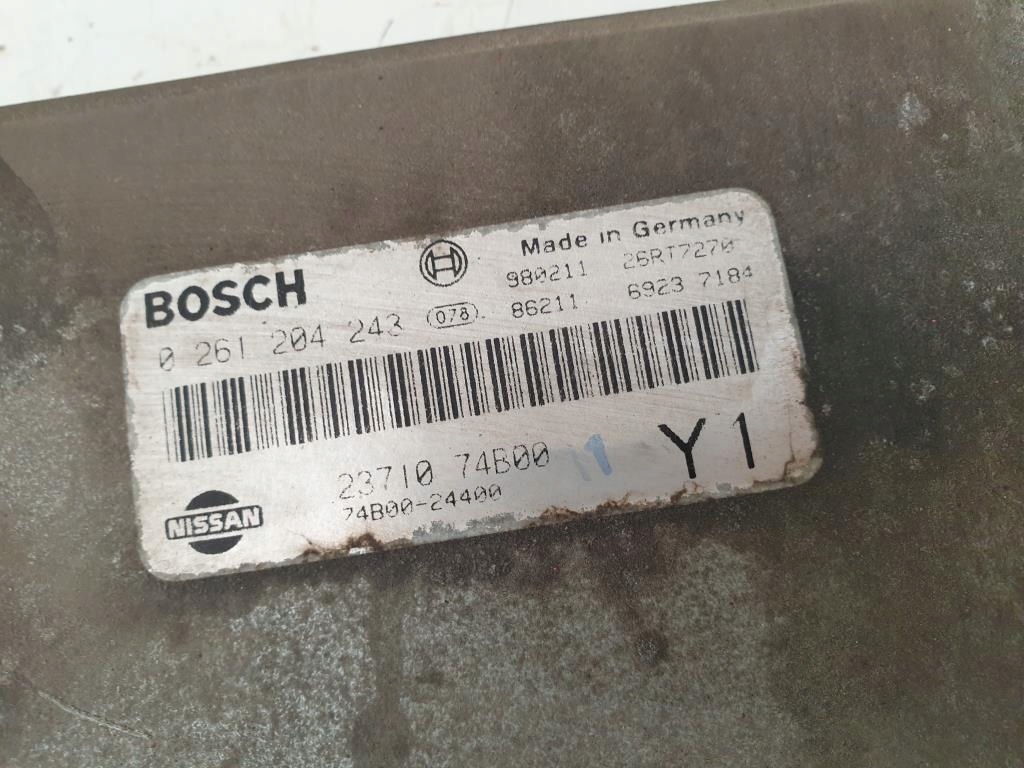 Made in Germany
BOSCH
980211 26RT7270
0 261 204 243 078 86211 6923 7184
23710 74B00 1 Y1
NISSAN
74B00-24400